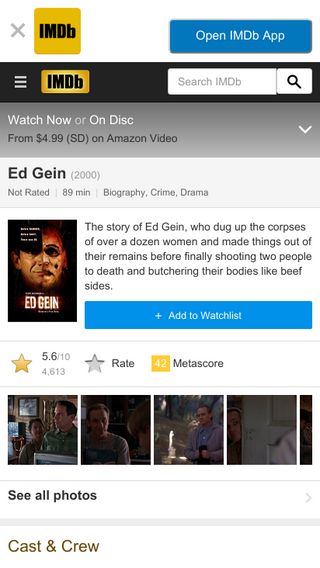 IMDb
Open IMDb App
IMDb
Search IMDb
Watch Now or On Disc
From $4.99 (SD) on Amazon Video
Ed Gein (2000)
Not Rated | 89 min | Biography, Crime, Drama
The story of Ed Gein, who dug up the corpses
of over a dozen women and made things out of
their remains before finally shooting two people
to death and butchering their bodies like beef
sides.
ED GEIN
+ Add to Watchlist
5.6/10
4,613
Rate
42 Metascore
See all photos
Cast & Crew